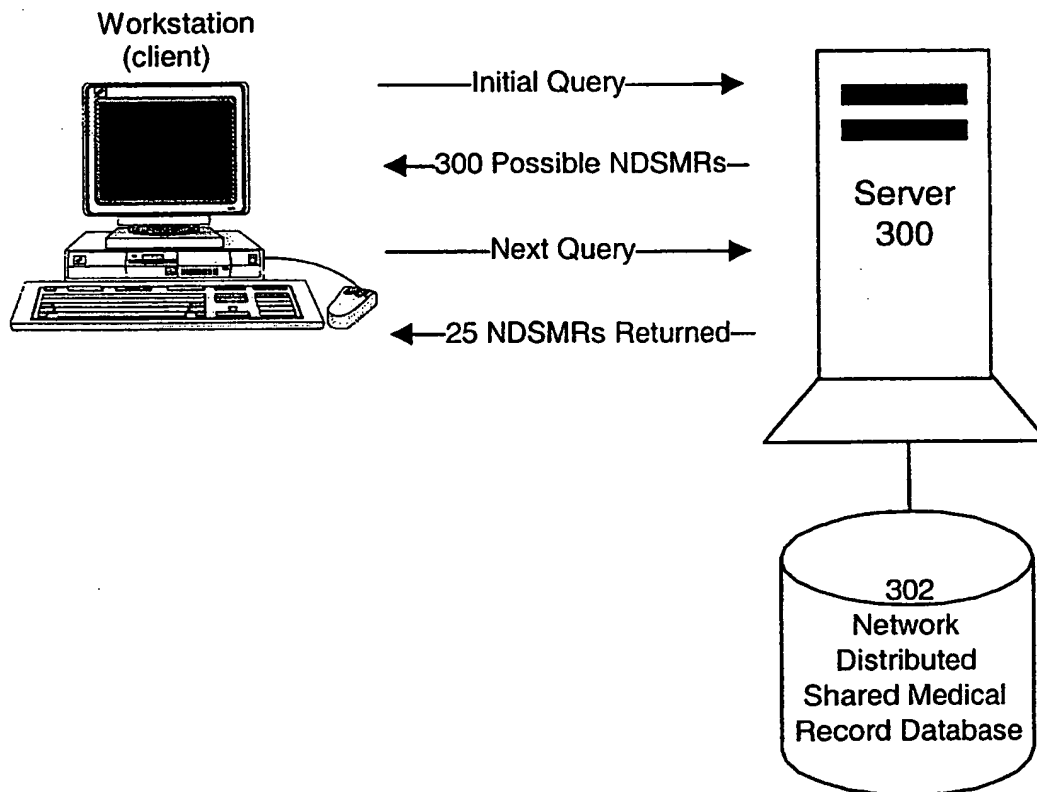 Workstation
(client)
Initial Query
300 Possible NDSMRs
Next Query
25 NDSMRs Returned
Server
300
302
Network
Distributed
Shared Medical
Record Database